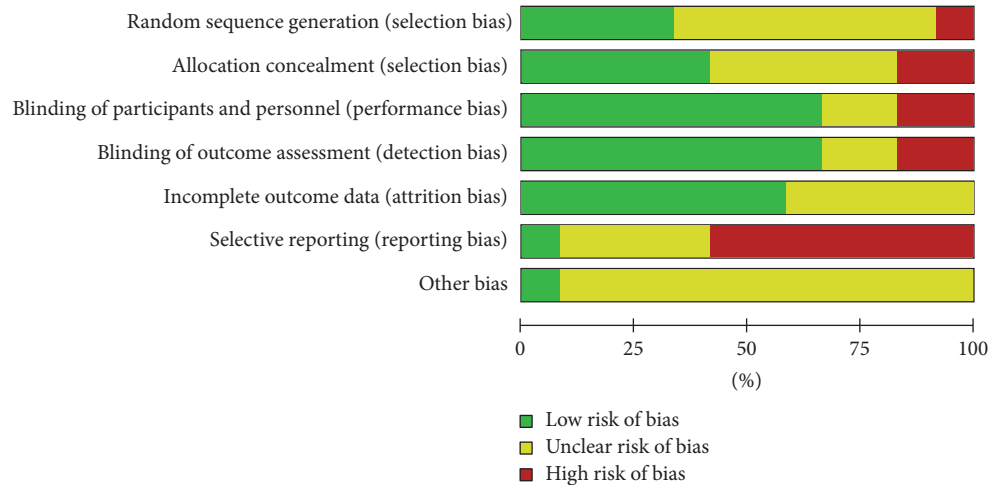 Random sequence generation (selection bias)
Allocation concealment (selection bias)
Blinding of participants and personnel (performance bias)
Blinding of outcome assessment (detection bias)
Incomplete outcome data (attrition bias)
Selective reporting (reporting bias)
Other bias
0 25 50 75 100
(%)
Low risk of bias
Unclear risk of bias
High risk of bias